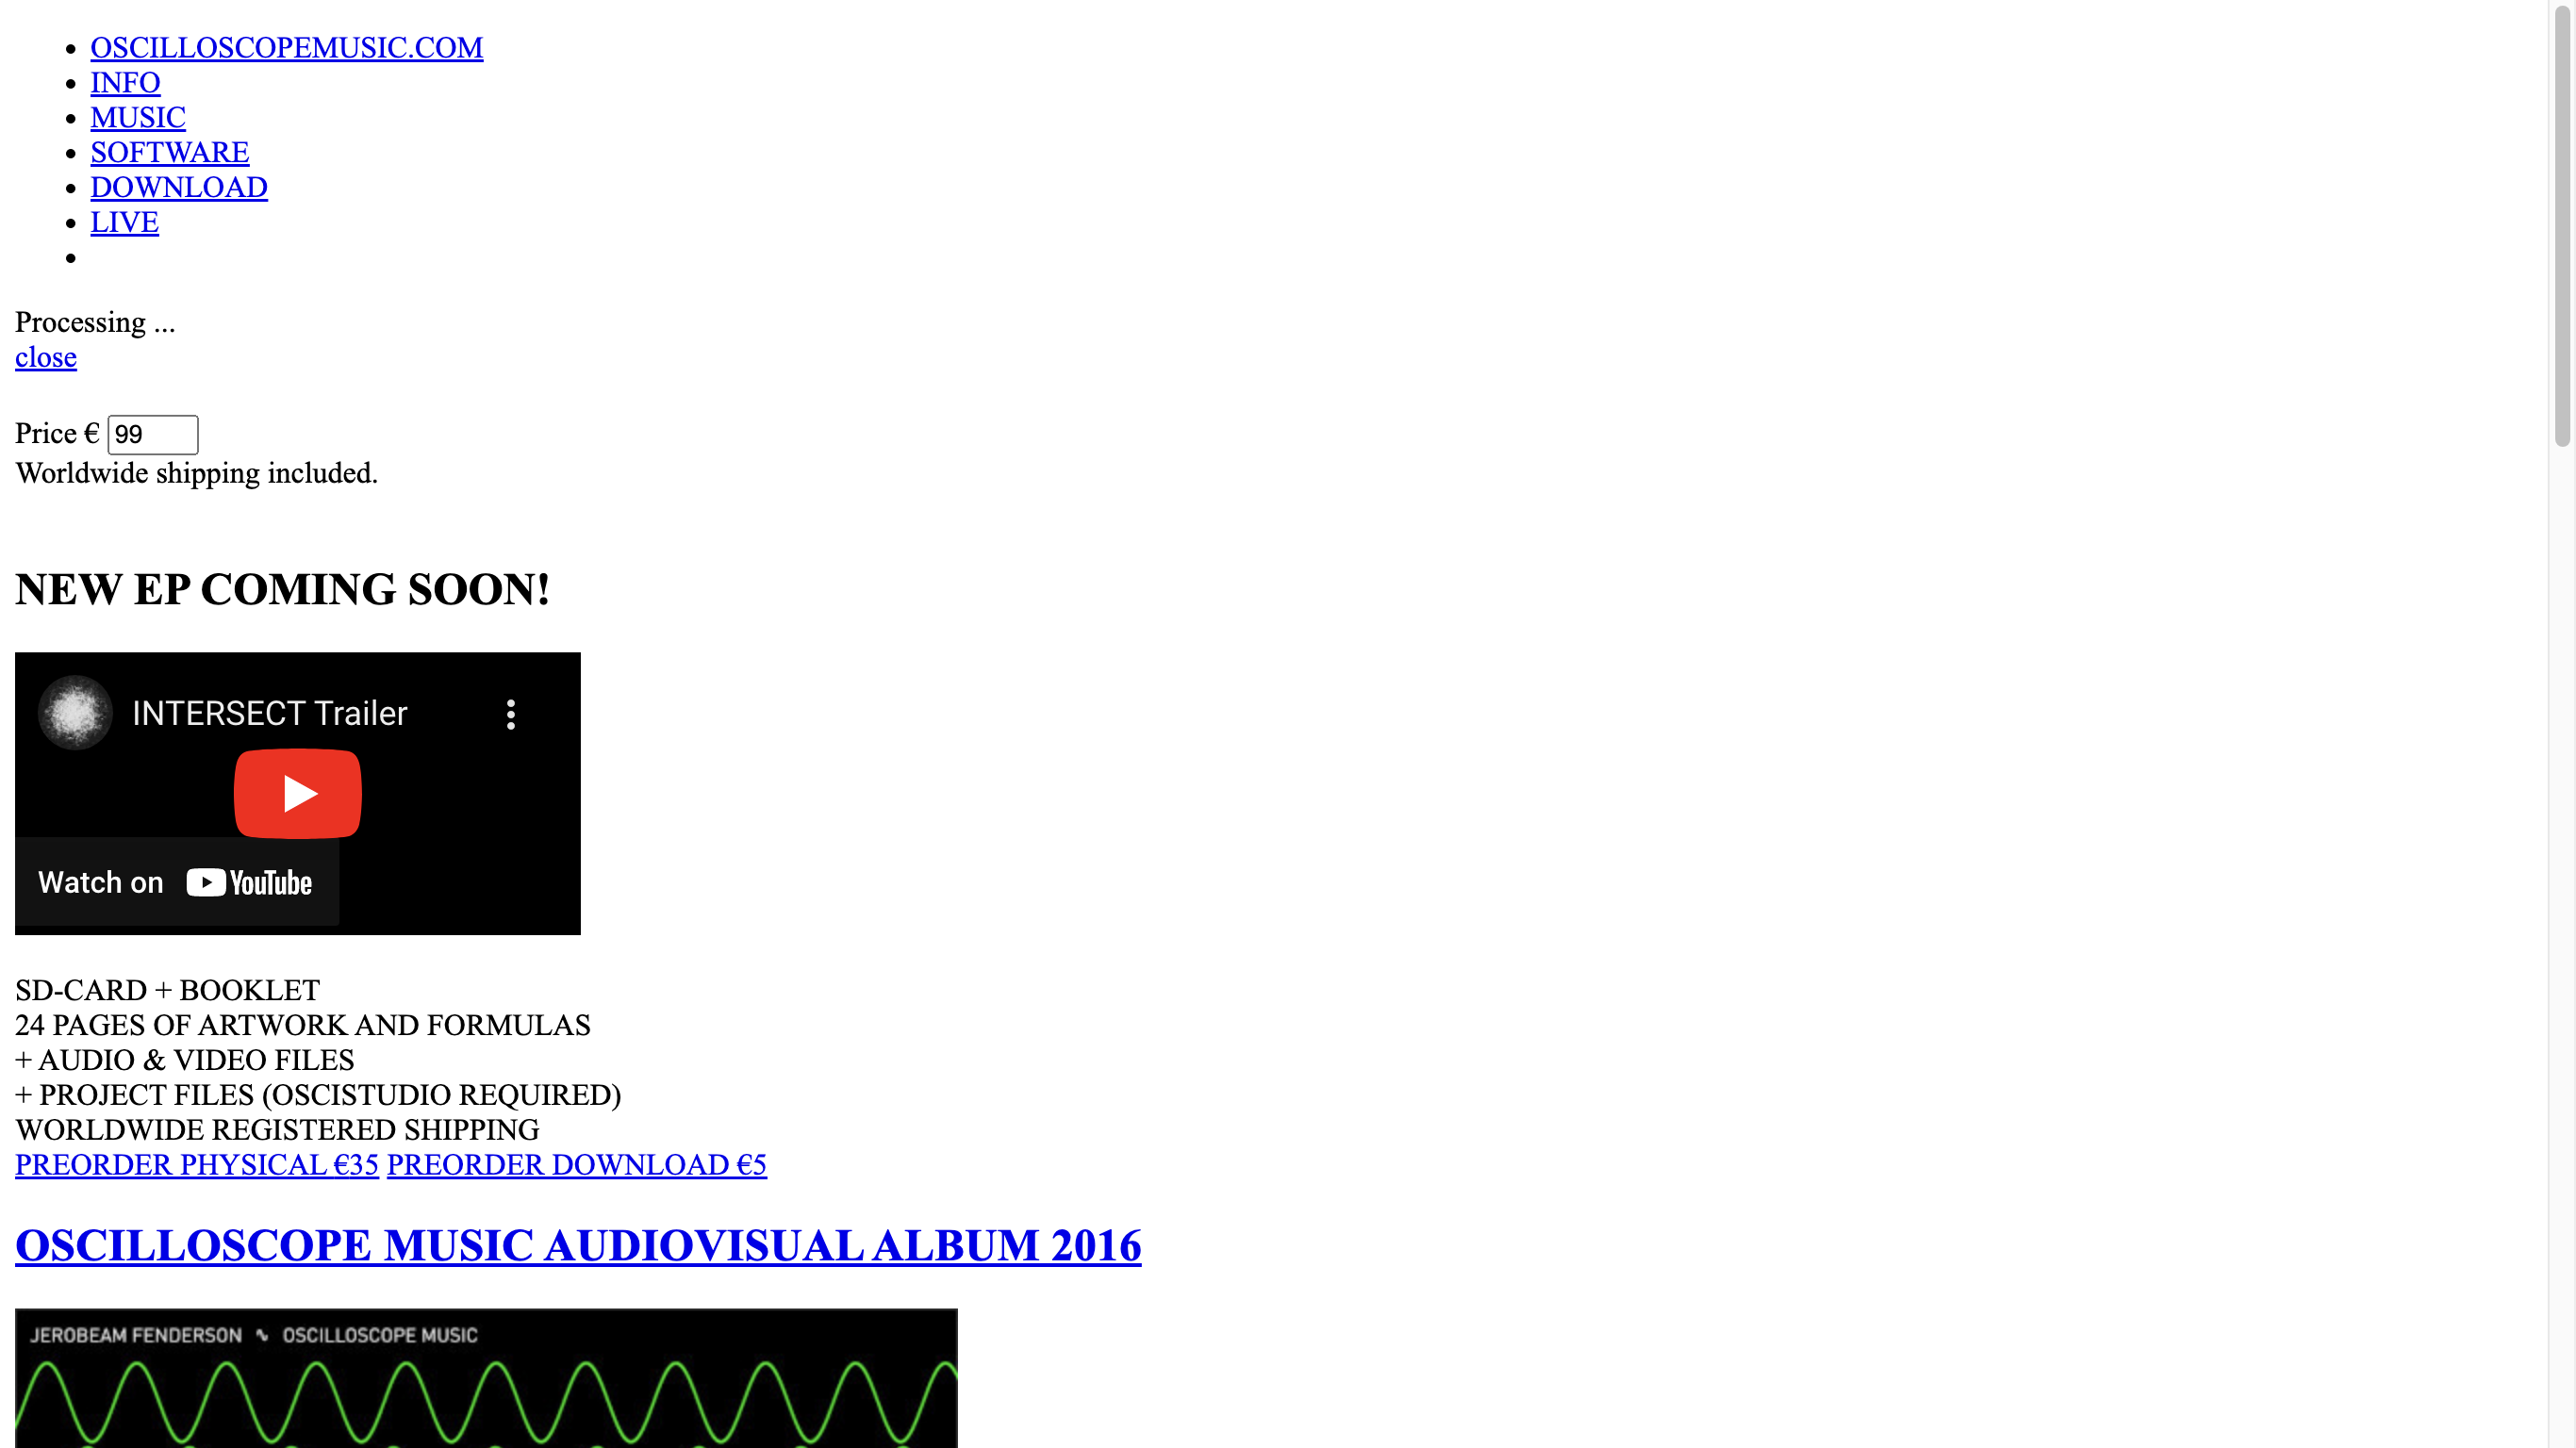 OSCILLOSCOPEMUSIC.COM
INFO
MUSIC
SOFTWARE
DOWNLOAD
LIVE
Processing ...
close
Price € 99
Worldwide shipping included.
NEW EP COMING SOON!
INTERSECT Trailer
Watch on YouTube
SD-CARD + BOOKLET
24 PAGES OF ARTWORK AND FORMULAS
+ AUDIO & VIDEO FILES
+ PROJECT FILES (OSCISTUDIO REQUIRED)
WORLDWIDE REGISTERED SHIPPING
PREORDER PHYSICAL €35 PREORDER DOWNLOAD €5
OSCILLOSCOPE MUSIC AUDIOVISUAL ALBUM 2016
JEROBEAM FENDERSON ∿ OSCILLOSCOPE MUSIC